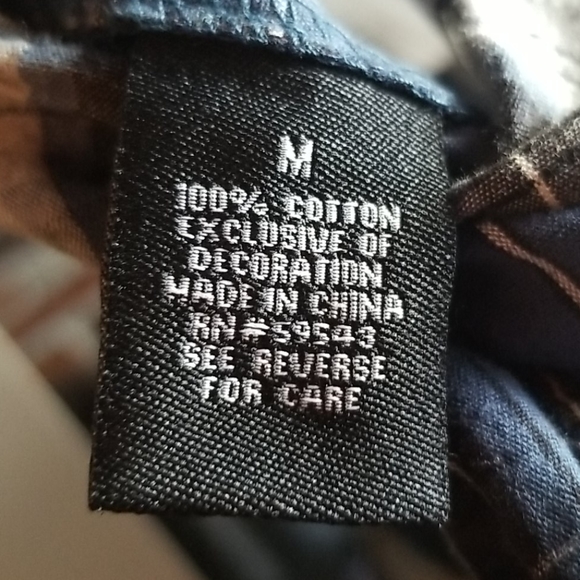 M
100% COTTON
EXCLUSIVE OF
DECORATION
MADE IN CHINA
RN#59543
SEE REVERSE
FOR CARE